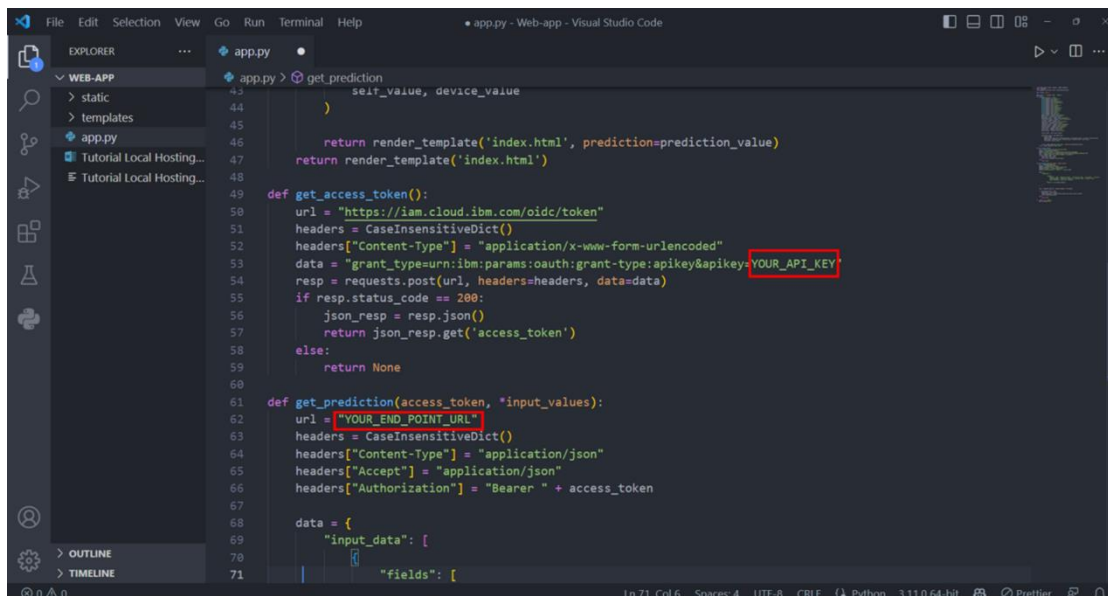 File Edit Selection View Go Run Terminal Help
● app.py - Web-app - Visual Studio Code
EXPLORER ...
WEB-APP
> static
> templates
app.py
Tutorial Local Hosting...
Tutorial Local Hosting...
> OUTLINE
> TIMELINE
1
app.py ●
app.py > get_prediction
43 self_value, device_value
44 )
45
46 return render_template('index.html', prediction=prediction_value)
47 return render_template('index.html')
48
49 def get_access_token():
50 url = "https://iam.cloud.ibm.com/oidc/token"
51 headers = CaseInsensitiveDict()
52 headers["Content-Type"] = "application/x-www-form-urlencoded"
53 data = "grant_type=urn:ibm:params:oauth:grant-type:apikey&apikey=YOUR_API_KEY"
54 resp = requests.post(url, headers=headers, data=data)
55 if resp.status_code == 200:
56 json_resp = resp.json()
57 return json_resp.get('access_token')
58 else:
59 return None
60
61 def get_prediction(access_token, *input_values):
62 url = "YOUR_END_POINT_URL"
63 headers = CaseInsensitiveDict()
64 headers["Content-Type"] = "application/json"
65 headers["Accept"] = "application/json"
66 headers["Authorization"] = "Bearer " + access_token
67
68 data = {
69 "input_data": [
70 {
71 "fields": [
0 0 Ln 71, Col 6 Spaces: 4 UTF-8 CRLF Python 3.11.0 64-bit Prettier